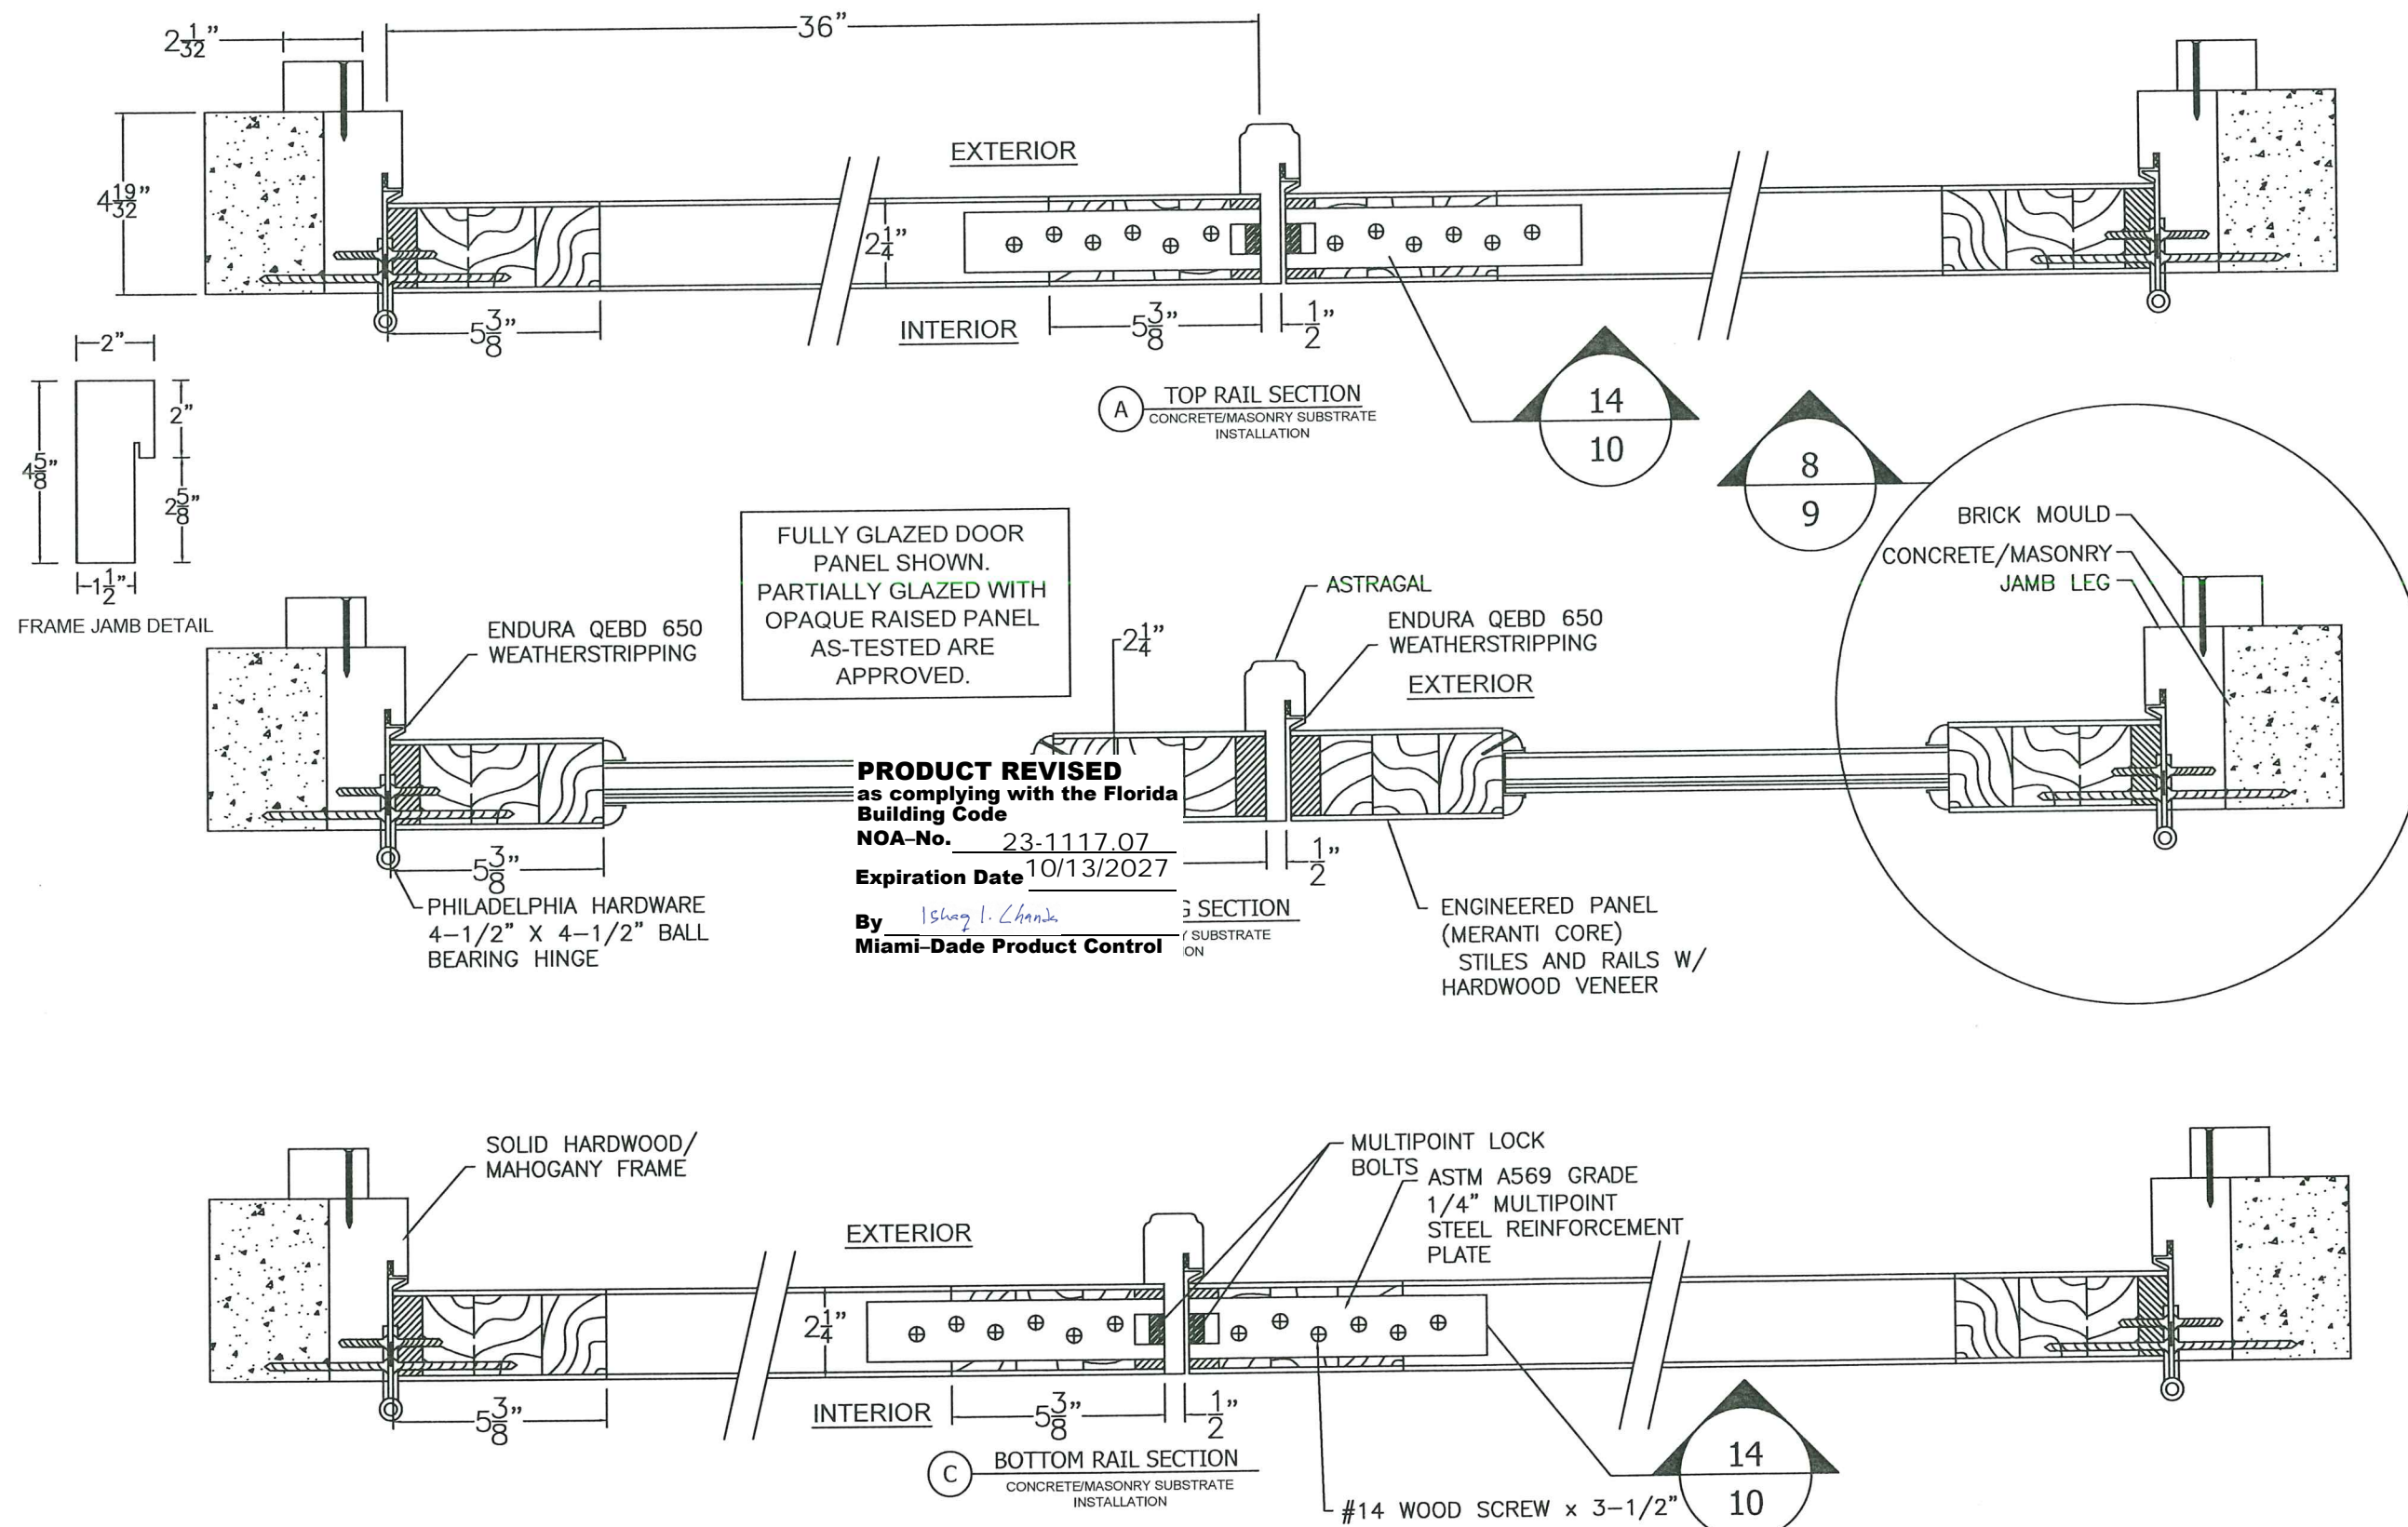 36"
2 1/32"
4 19/32"
EXTERIOR
2 1/4"
INTERIOR
5 3/8"
5 3/8"
1/2"
A
TOP RAIL SECTION
CONCRETE/MASONRY SUBSTRATE
INSTALLATION
14
10
2"
2"
4 5/8"
2 5/8"
1 1/2"
FRAME JAMB DETAIL
FULLY GLAZED DOOR
PANEL SHOWN.
PARTIALLY GLAZED WITH
OPAQUE RAISED PANEL
AS-TESTED ARE
APPROVED.
8
9
BRICK MOULD
CONCRETE/MASONRY
JAMB LEG
ENDURA QEBD 650
WEATHERSTRIPPING
2 1/4"
ASTRAGAL
ENDURA QEBD 650
WEATHERSTRIPPING
EXTERIOR
5 3/8"
PHILADELPHIA HARDWARE
4-1/2" X 4-1/2" BALL
BEARING HINGE
PRODUCT REVISED
as complying with the Florida
Building Code
NOA-No. 23-1117.07
Expiration Date 10/13/2027
By Ishaq I. Chanda
Miami-Dade Product Control
1/2"
G SECTION
Y SUBSTRATE
ION
ENGINEERED PANEL
(MERANTI CORE)
STILES AND RAILS W/
HARDWOOD VENEER
SOLID HARDWOOD/
MAHOGANY FRAME
EXTERIOR
MULTIPOINT LOCK
BOLTS
ASTM A569 GRADE
1/4" MULTIPOINT
STEEL REINFORCEMENT
PLATE
2 1/4"
5 3/8"
INTERIOR
5 3/8"
1/2"
C
BOTTOM RAIL SECTION
CONCRETE/MASONRY SUBSTRATE
INSTALLATION
#14 WOOD SCREW x 3-1/2"
14
10